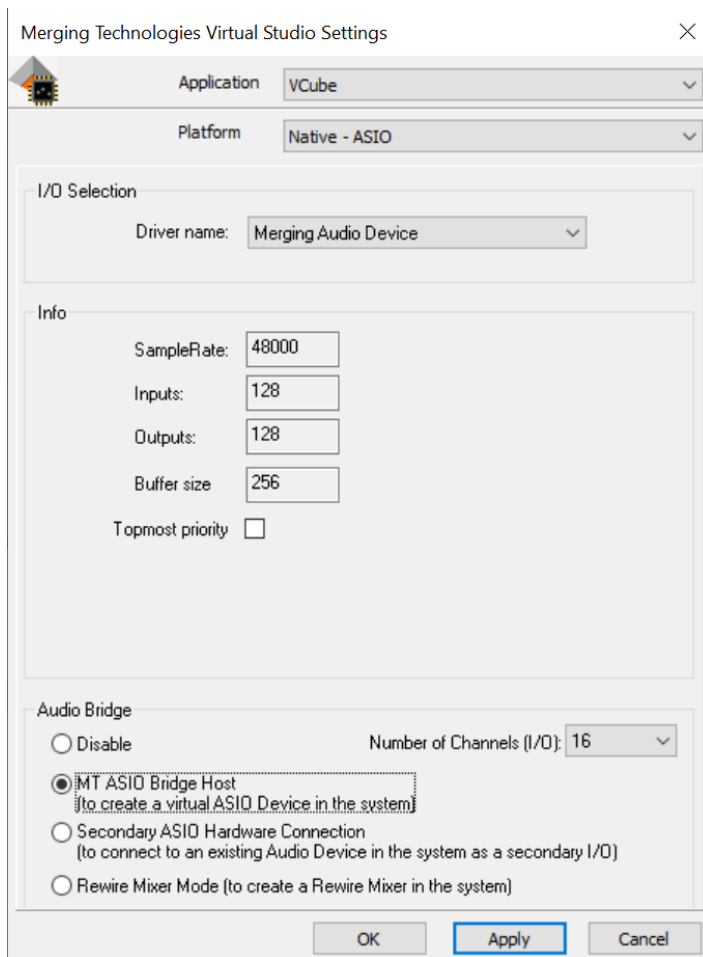 Merging Technologies Virtual Studio Settings
Application VCube
Platform Native - ASIO
I/O Selection
Driver name: Merging Audio Device
Info
SampleRate: 48000
Inputs: 128
Outputs: 128
Buffer size 256
Topmost priority
Audio Bridge
Disable Number of Channels (I/O): 16
MT ASIO Bridge Host
(to create a virtual ASIO Device in the system)
Secondary ASIO Hardware Connection
(to connect to an existing Audio Device in the system as a secondary I/O)
Rewire Mixer Mode (to create a Rewire Mixer in the system)
OK Apply Cancel